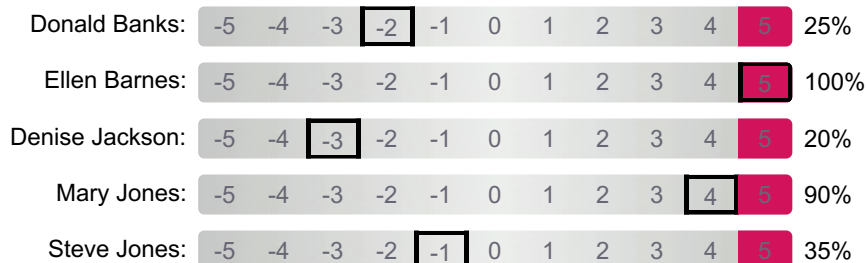 Donald Banks: -5 -4 -3 -2 -1 0 1 2 3 4 5 25%
Ellen Barnes: -5 -4 -3 -2 -1 0 1 2 3 4 5 100%
Denise Jackson: -5 -4 -3 -2 -1 0 1 2 3 4 5 20%
Mary Jones: -5 -4 -3 -2 -1 0 1 2 3 4 5 90%
Steve Jones: -5 -4 -3 -2 -1 0 1 2 3 4 5 35%